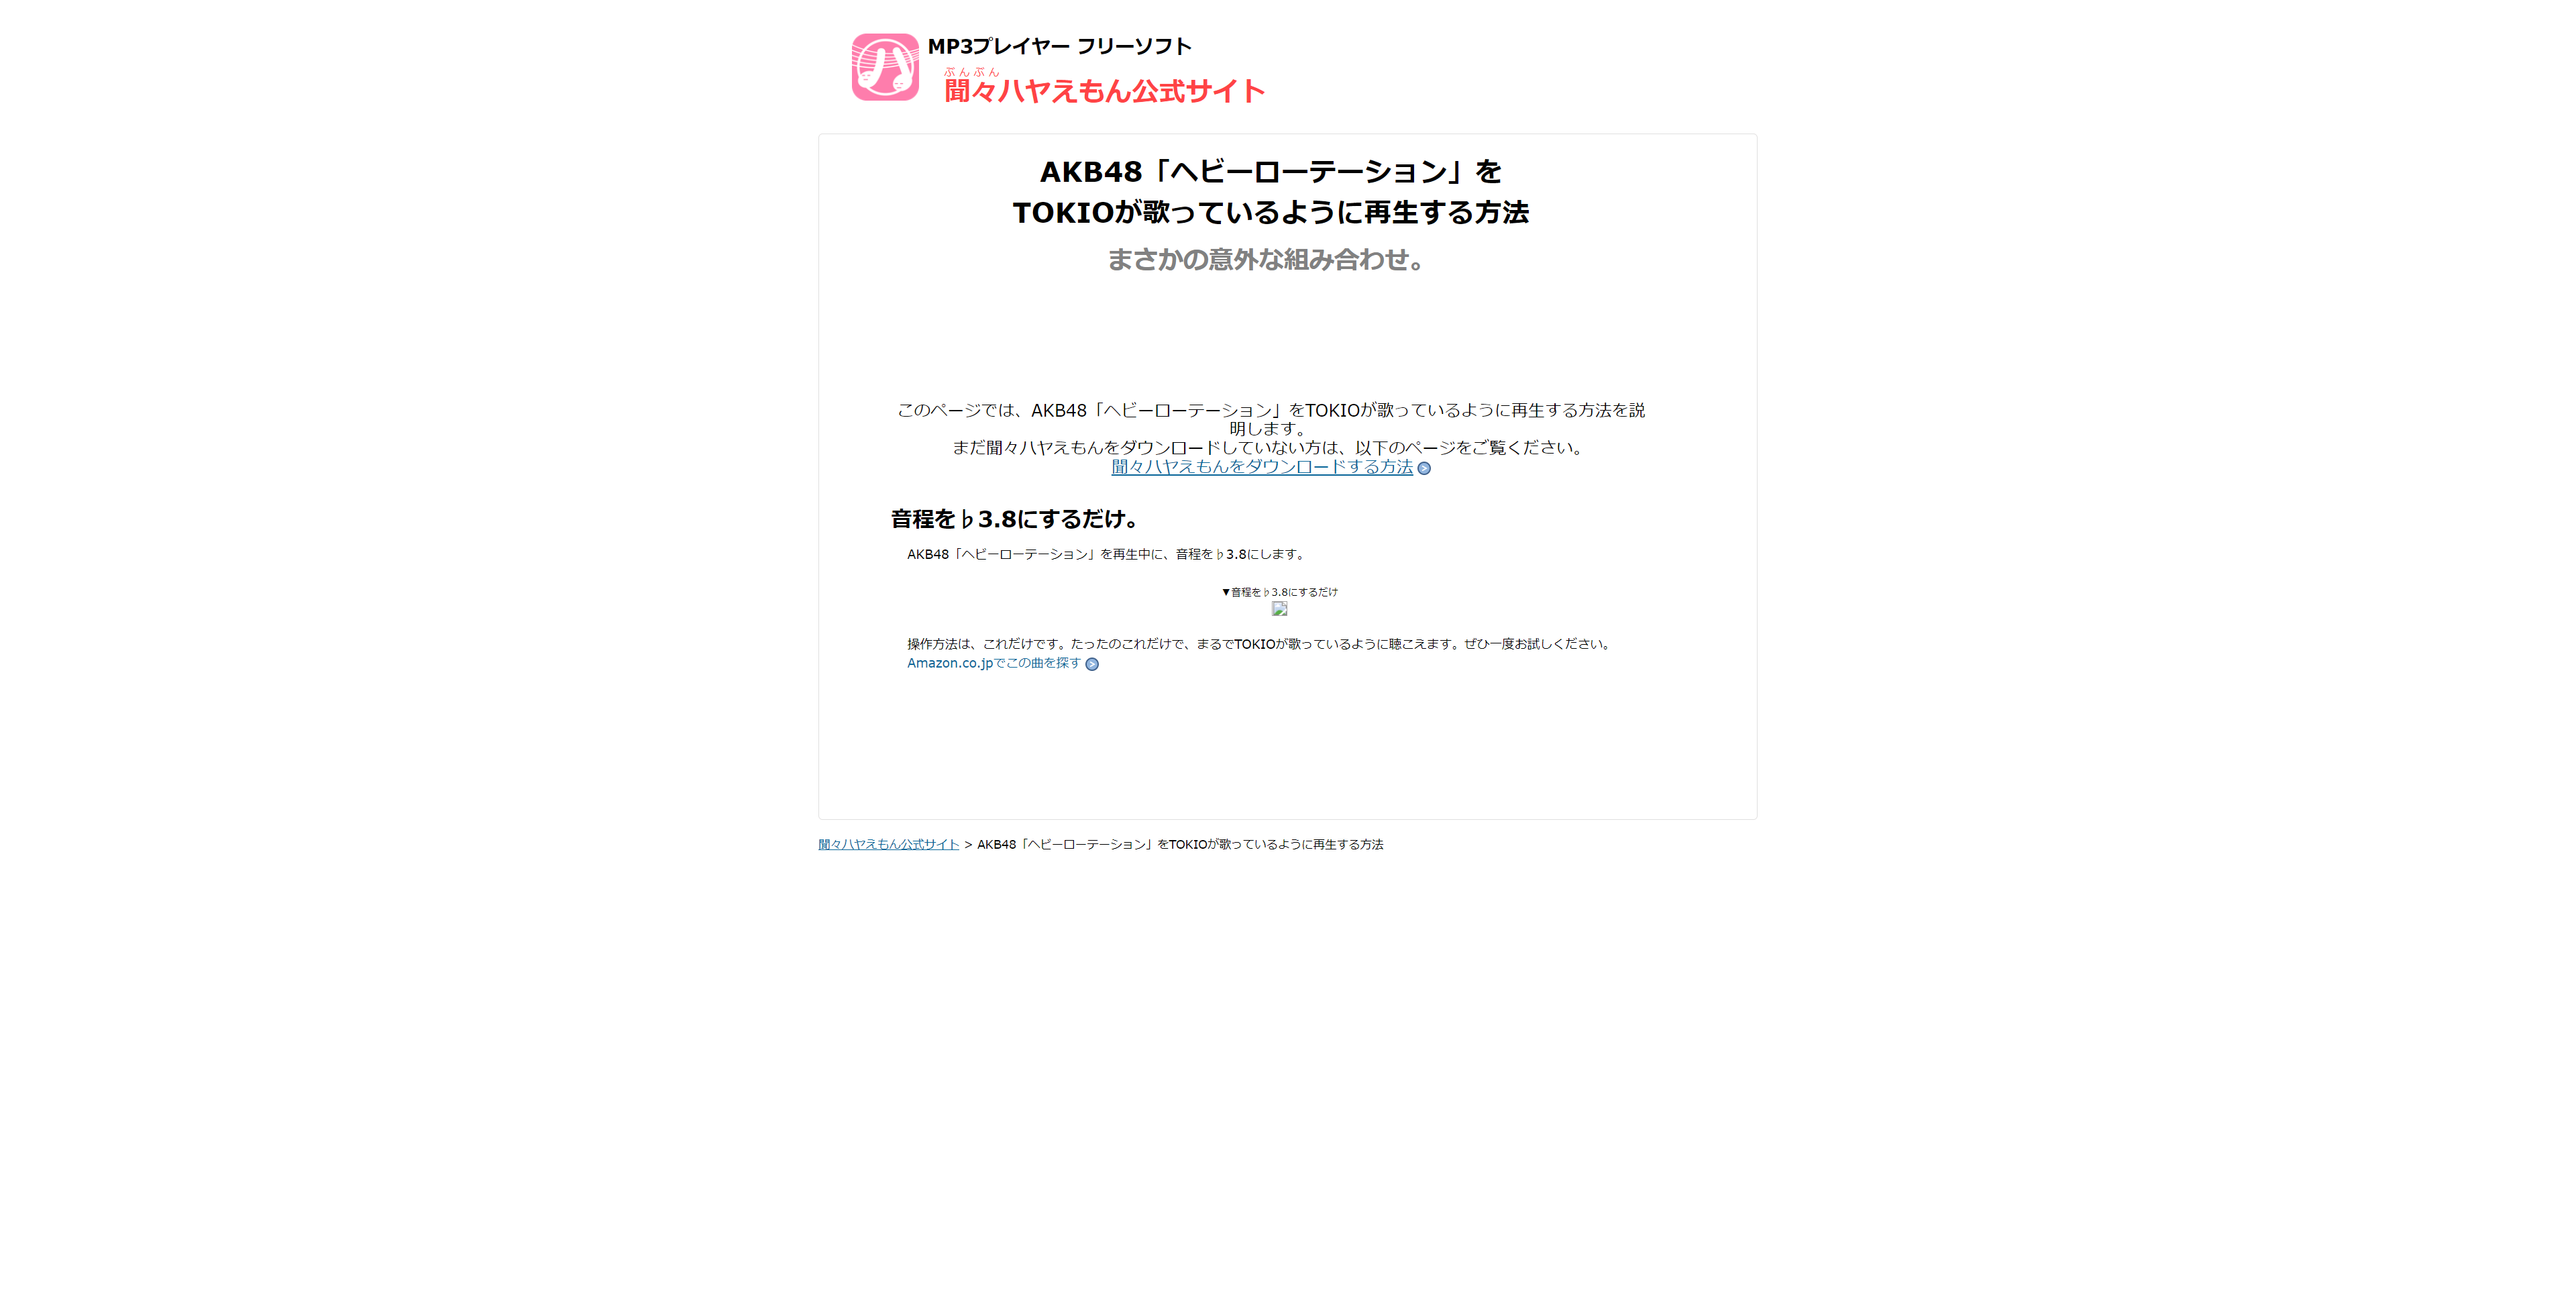 MP3プレイヤー フリーソフト
ぶんぶん
聞々ハヤえもん公式サイト
AKB48「ヘビーローテーション」を
TOKIOが歌っているように再生する方法
まさかの意外な組み合わせ。
このページでは、AKB48「ヘビーローテーション」をTOKIOが歌っているように再生する方法を説
明します。
まだ聞々ハヤえもんをダウンロードしていない方は、以下のページをご覧ください。
聞々ハヤえもんをダウンロードする方法
音程を♭3.8にするだけ。
AKB48「ヘビーローテーション」を再生中に、音程を♭3.8にします。
▼音程を♭3.8にするだけ
操作方法は、これだけです。たったのこれだけで、まるでTOKIOが歌っているように聴こえます。ぜひ一度お試しください。
Amazon.co.jpでこの曲を探す
聞々ハヤえもん公式サイト > AKB48「ヘビーローテーション」をTOKIOが歌っているように再生する方法